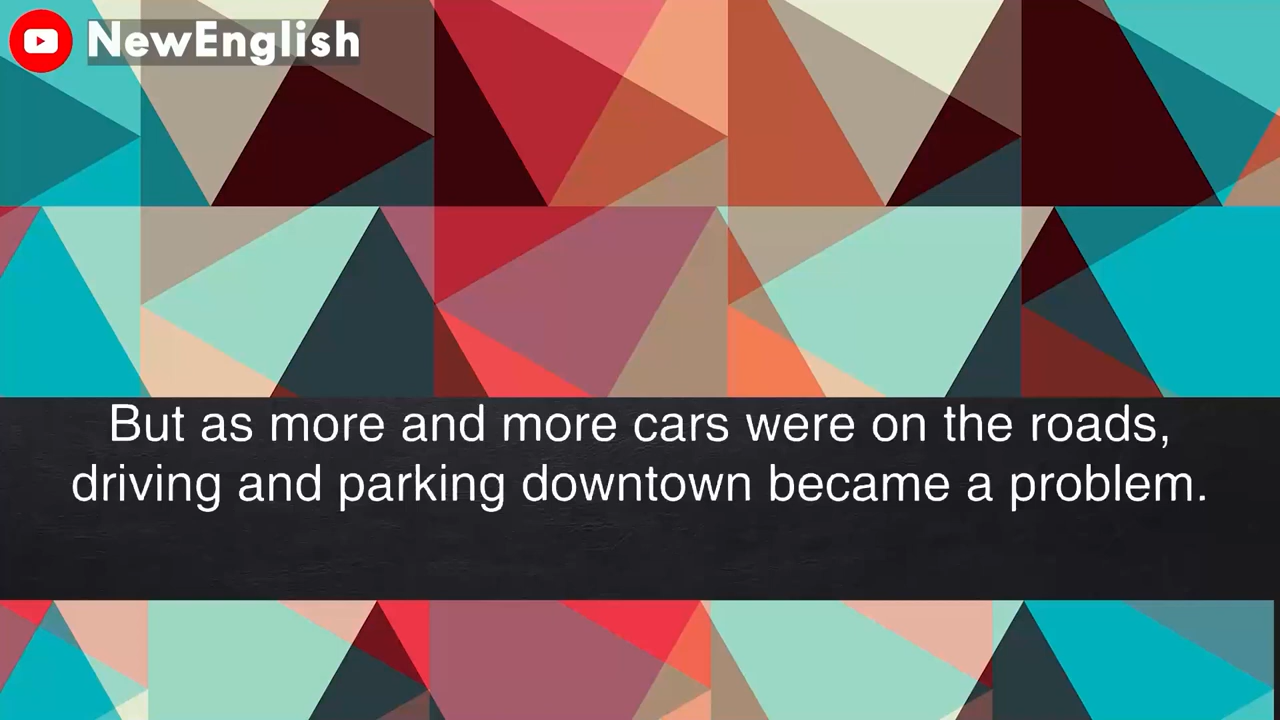 NewEnglish
But as more and more cars were on the roads,
driving and parking downtown became a problem.